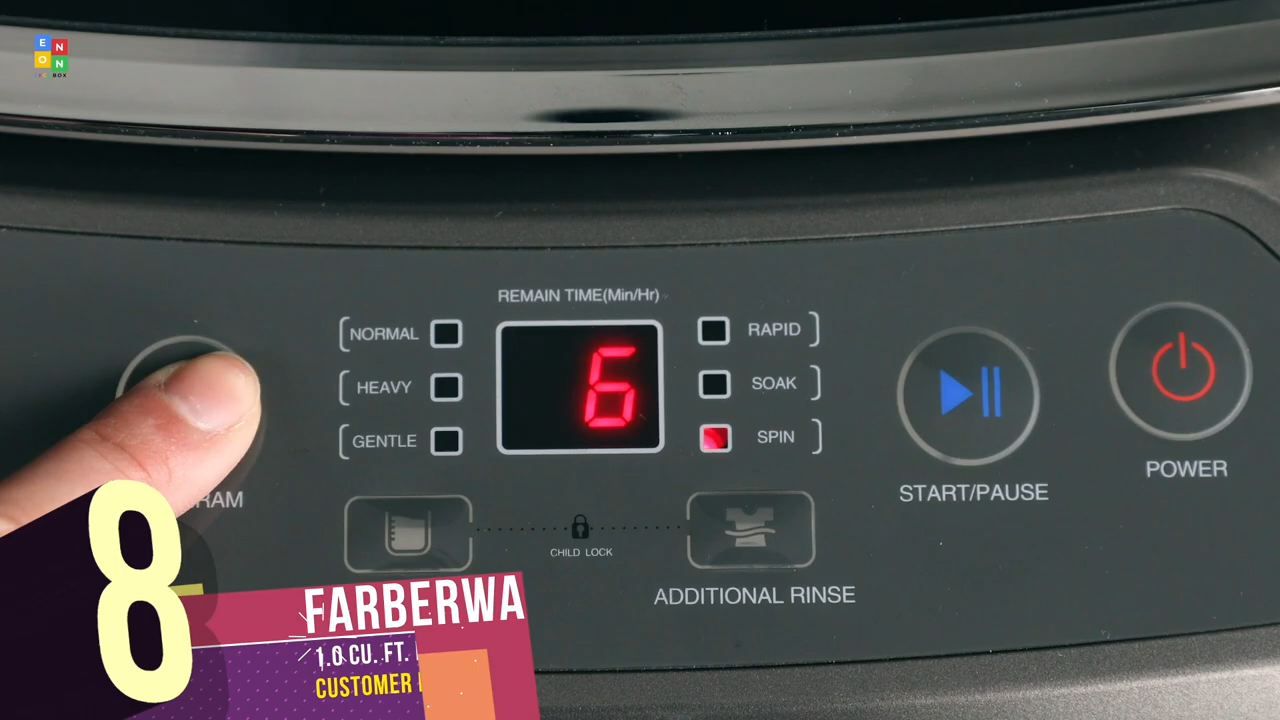 E N
O N
REMAIN TIME(Min/Hr)
NORMAL
HEAVY
GENTLE
6
RAPID
SOAK
SPIN
START/PAUSE
POWER
RAM
CHILD LOCK
ADDITIONAL RINSE
8
FARBERWA
1.0 CU. FT.
CUSTOMER